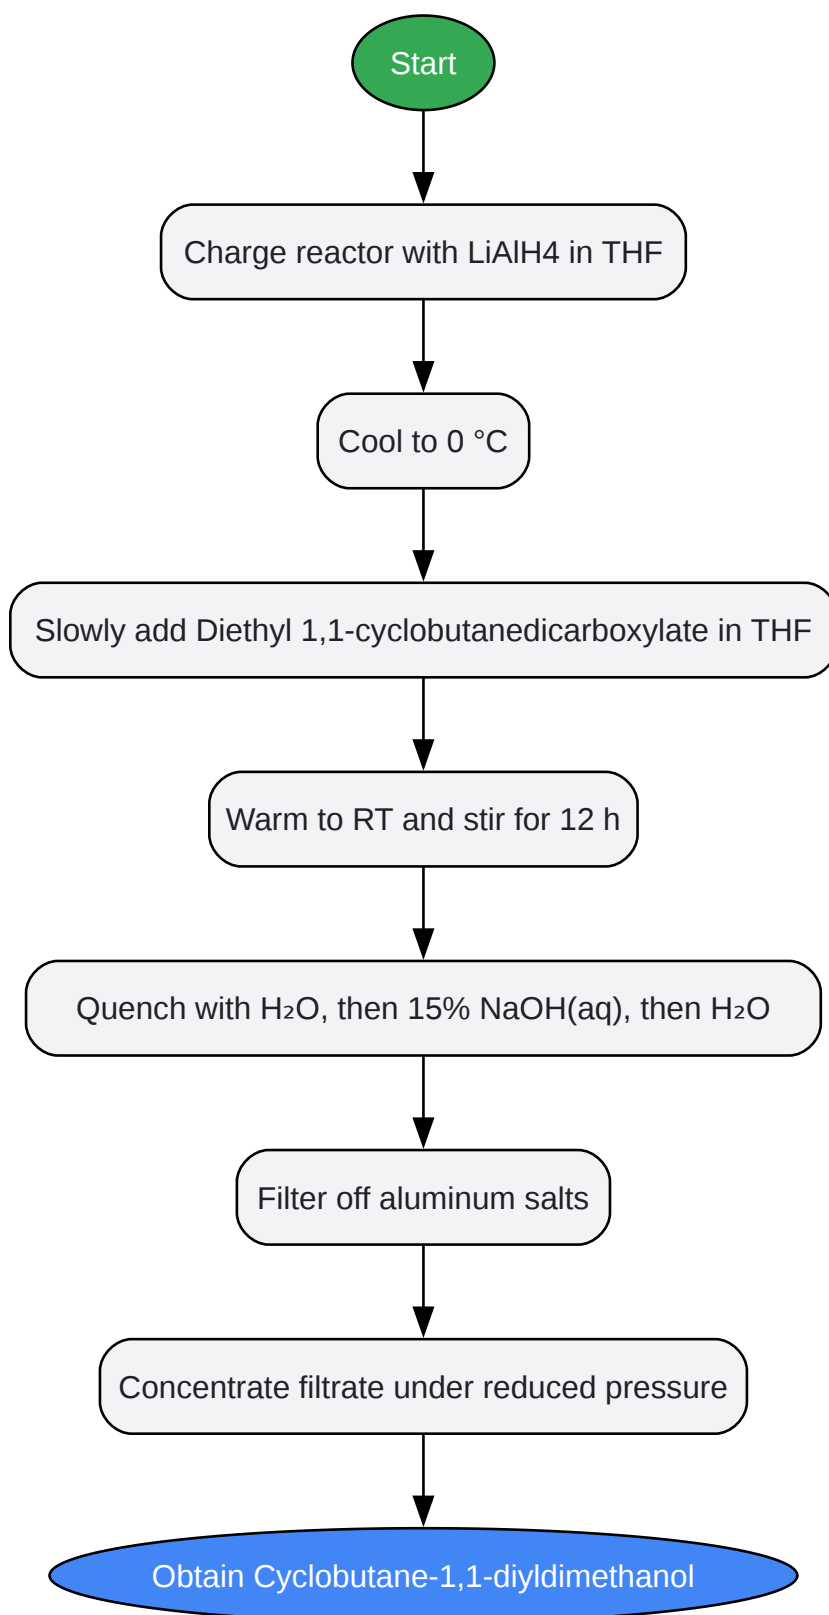 Start
Charge reactor with LiAlH4 in THF
Cool to 0 °C
Slowly add Diethyl 1,1-cyclobutanedicarboxylate in THF
Warm to RT and stir for 12 h
Quench with H₂O, then 15% NaOH(aq), then H₂O
Filter off aluminum salts
Concentrate filtrate under reduced pressure
Obtain Cyclobutane-1,1-diyldimethanol